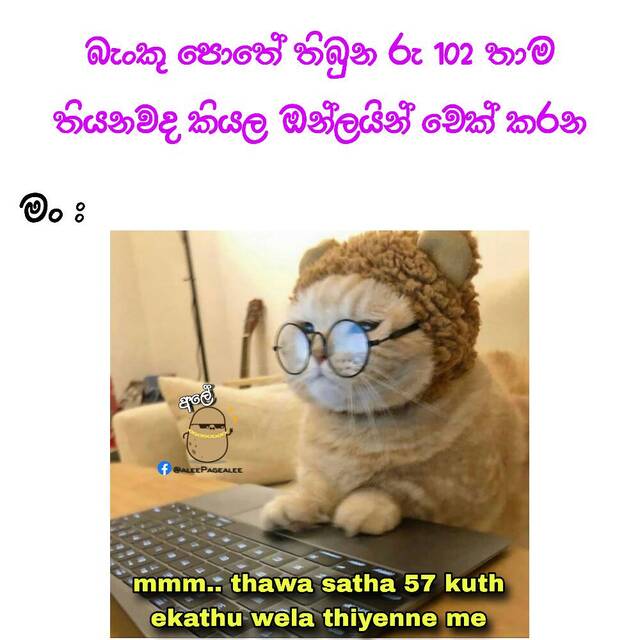 බැංකු පොතේ තිබුන රු 102 තාම
තියනවද කියල ඔන්ලයින් චෙක් කරන
මං :
අලේ
@aleePagealee
mmm.. thawa satha 57 kuth
ekathu wela thiyenne me